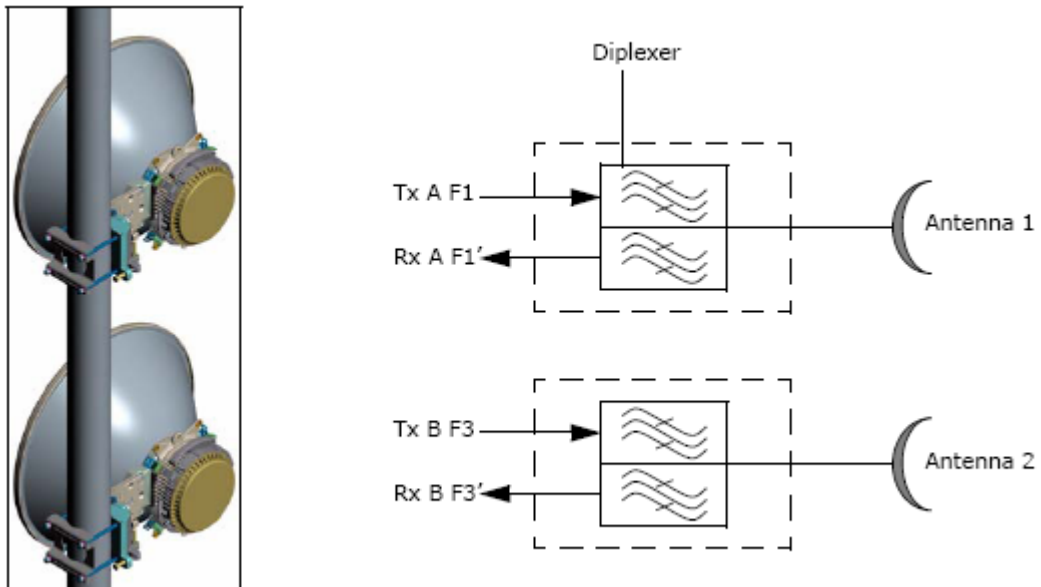 Diplexer
Tx A F1
Rx A F1′
Antenna 1
Tx B F3
Rx B F3′
Antenna 2